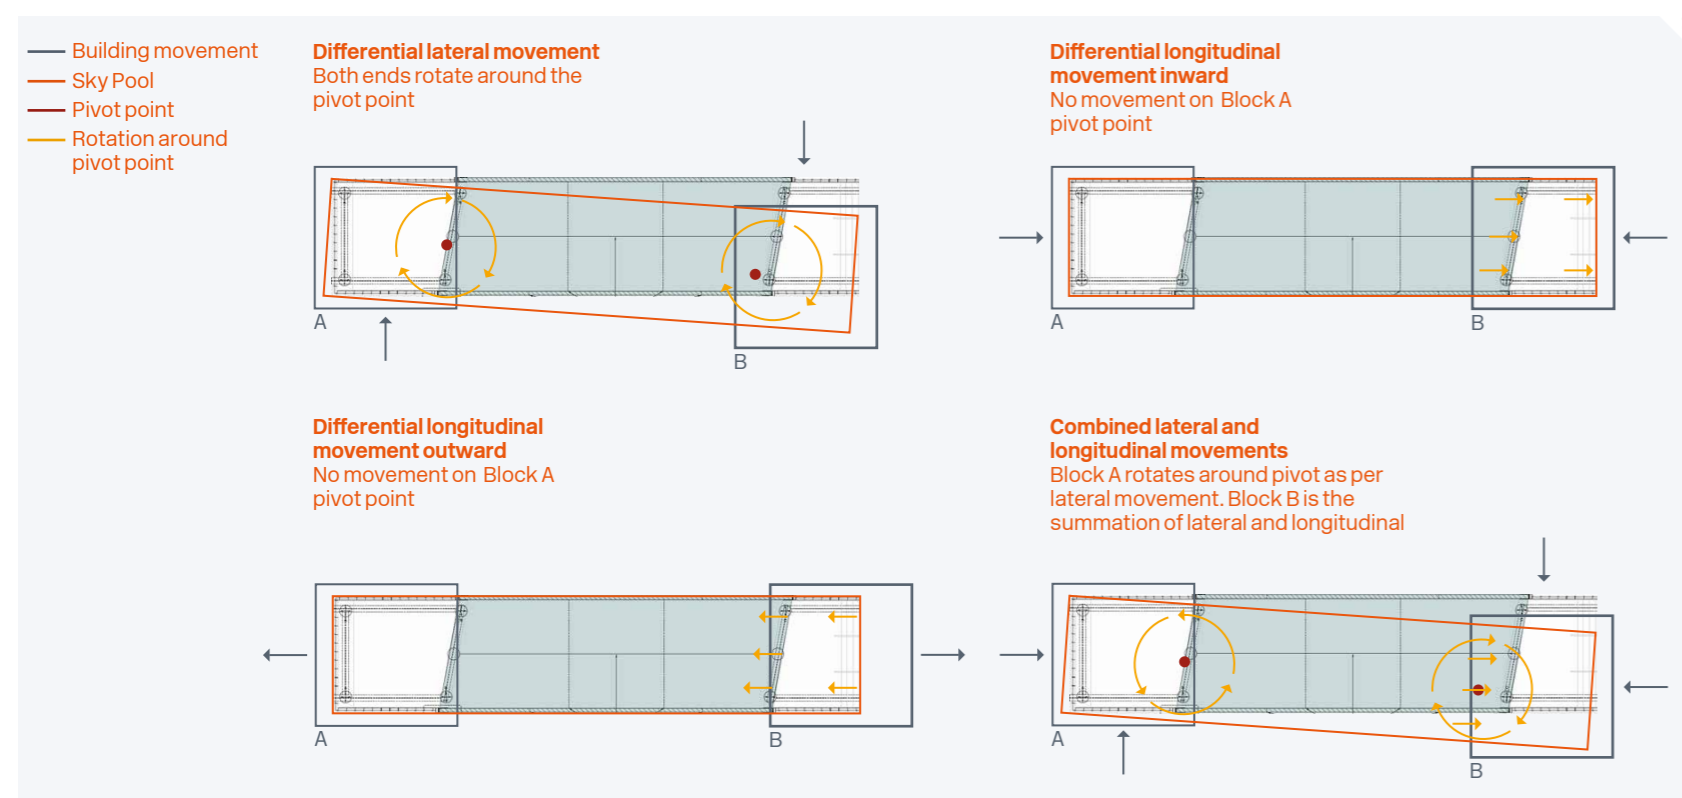 Building movement
Sky Pool
Pivot point
Rotation around
pivot point
Differential lateral movement
Both ends rotate around the
pivot point
A
B
Differential longitudinal
movement inward
No movement on Block A
pivot point
A
B
Differential longitudinal
movement outward
No movement on Block A
pivot point
A
B
Combined lateral and
longitudinal movements
Block A rotates around pivot as per
lateral movement. Block B is the
summation of lateral and longitudinal
A
B